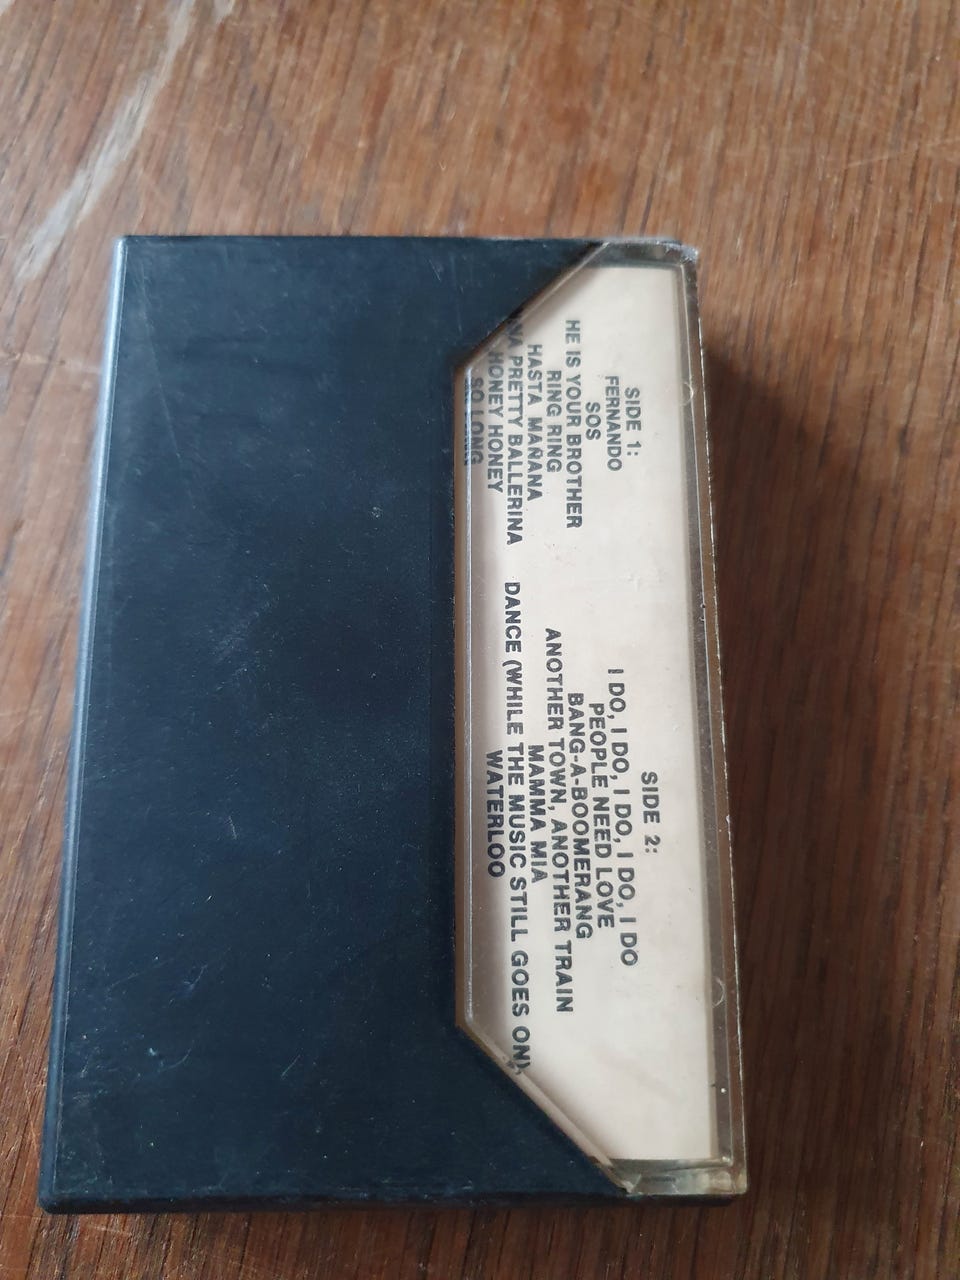 SIDE 1:
FERNANDO
SOS
HE IS YOUR BROTHER
RING RING
HASTA MAÑANA
PRETTY BALLERINA
HONEY HONEY
SO LONG
SIDE 2:
I DO, I DO, I DO, I DO, I DO
PEOPLE NEED LOVE
BANG-A-BOOMERANG
ANOTHER TOWN, ANOTHER TRAIN
MAMMA MIA
DANCE (WHILE THE MUSIC STILL GOES ON),
WATERLOO